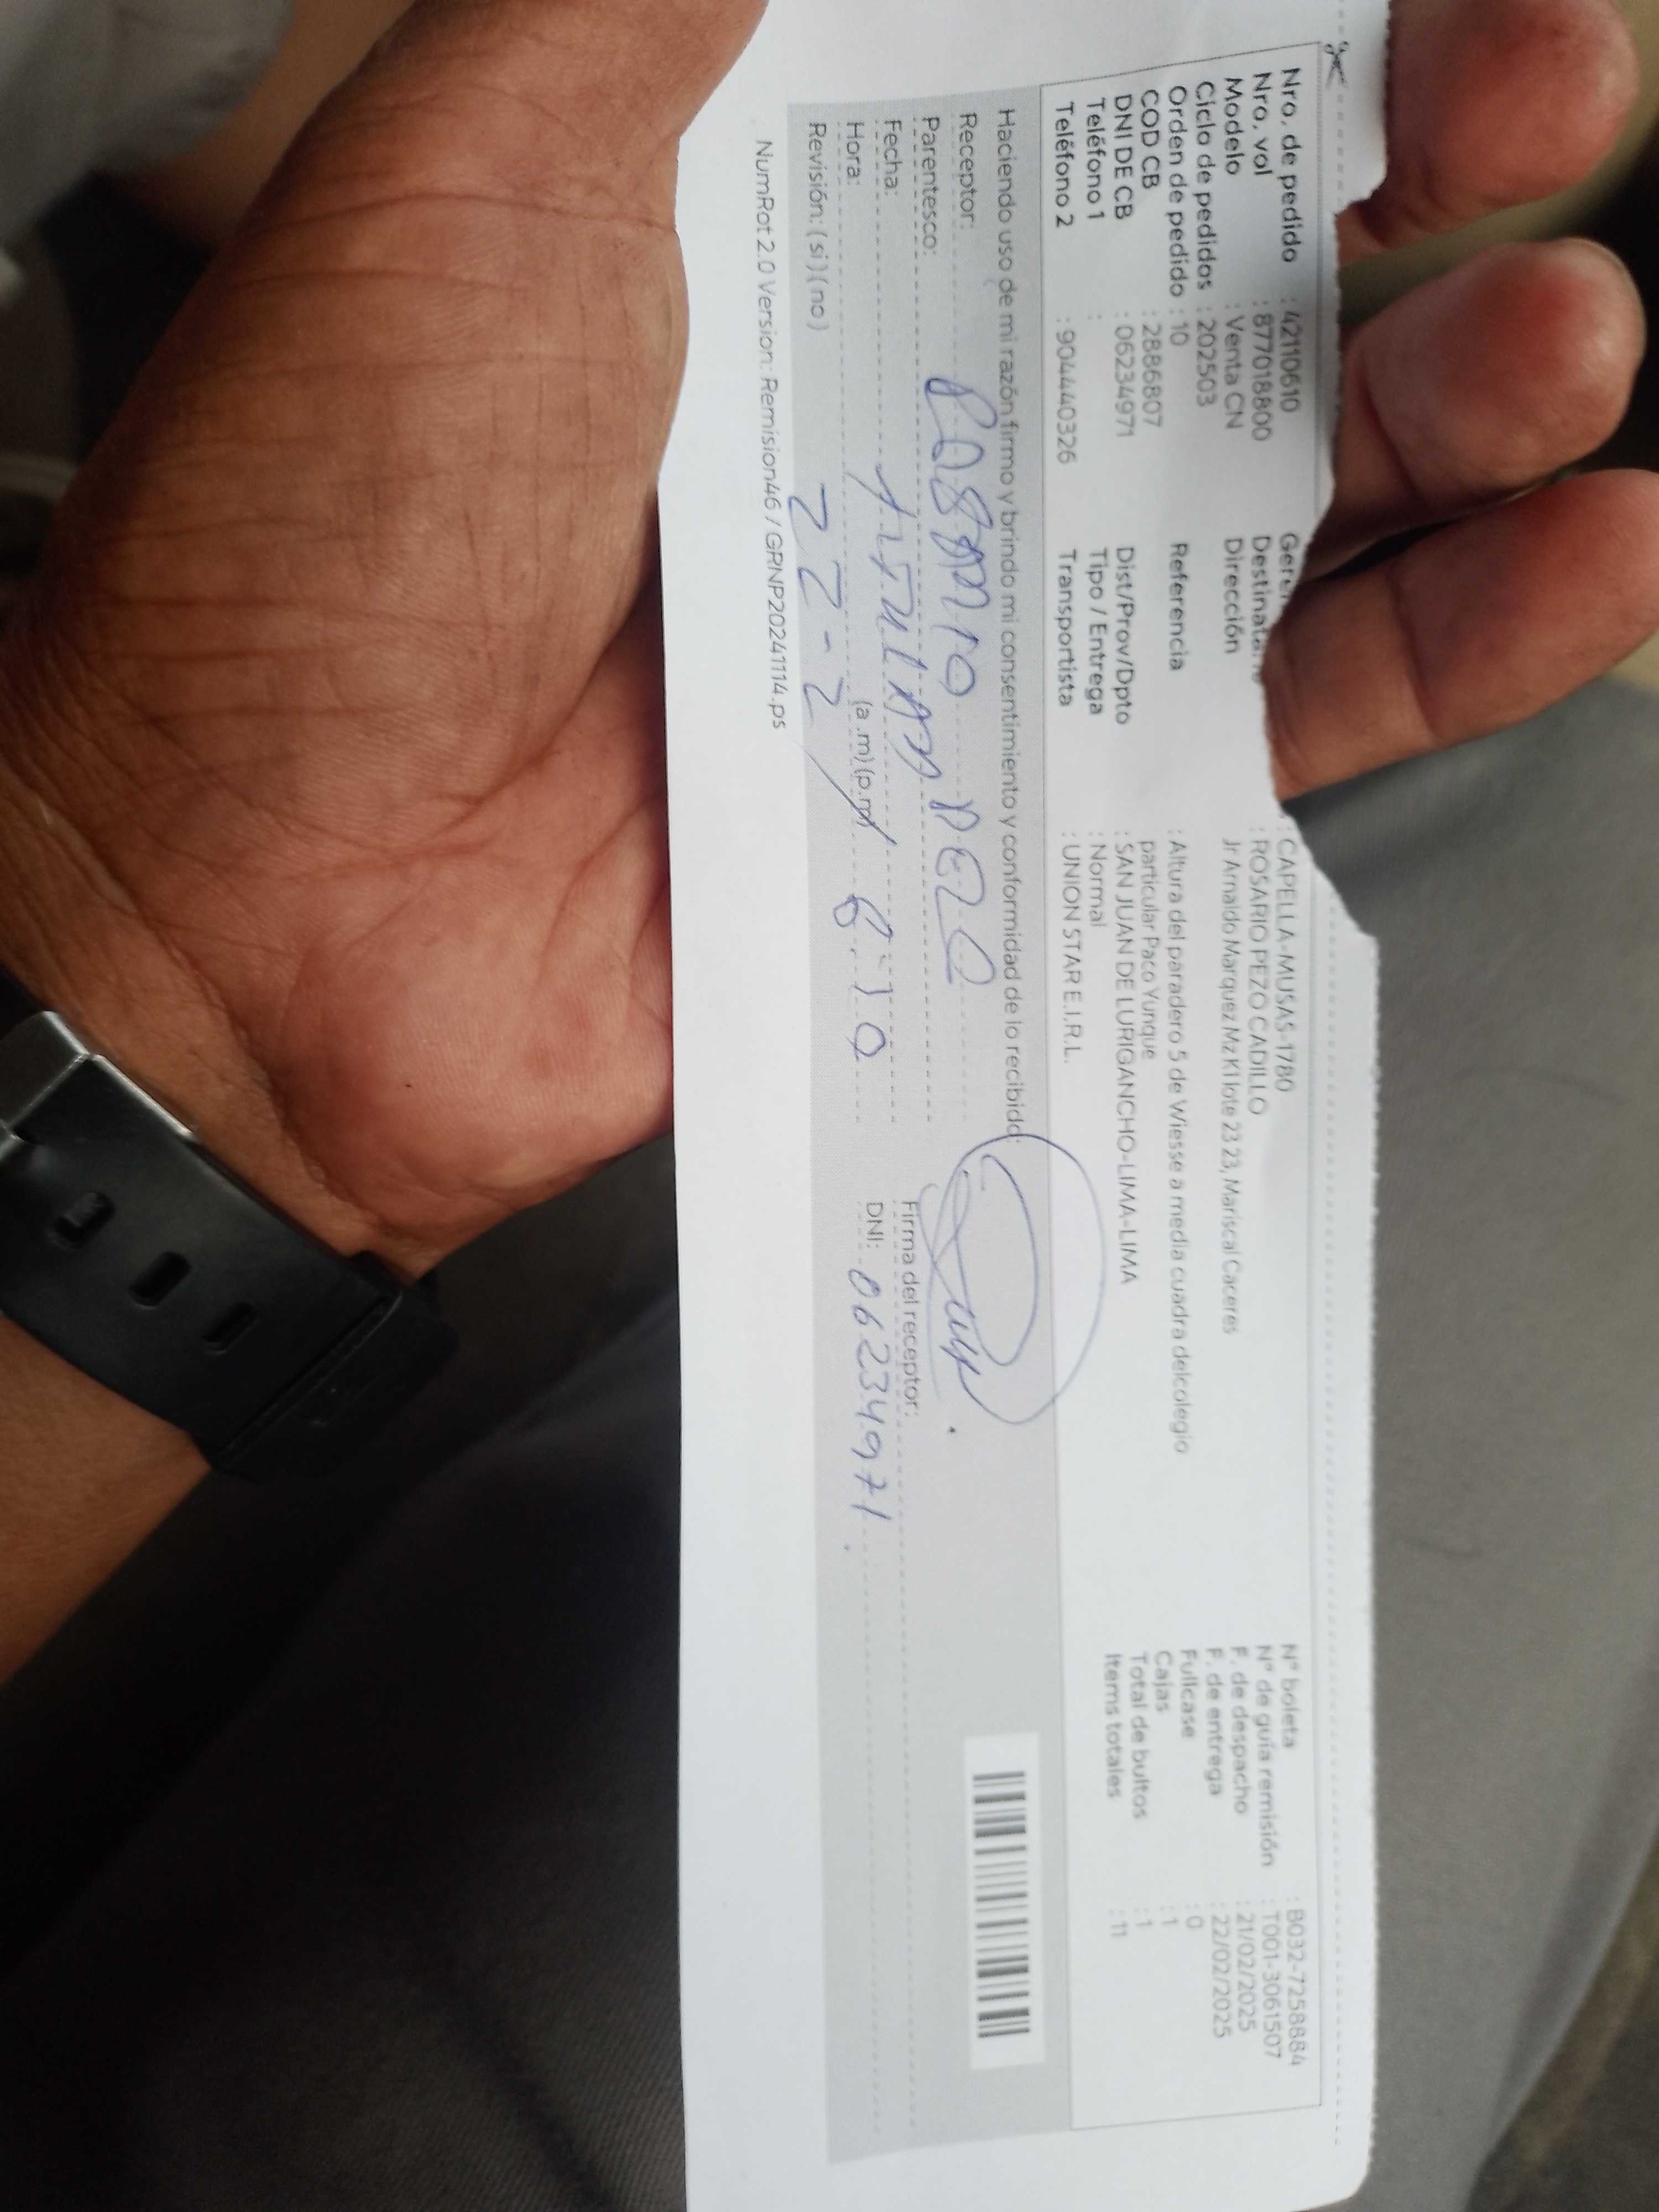 Nro. de pedido : 42110610
Nro. vol : 877018800
Modelo : Venta CN
Ciclo de pedidos : 202503
Orden de pedido : 10
COD CB : 2886807
DNI DE CB : 06234971
Teléfono 1 :
Teléfono 2 : 904440326
: CAPELLA-MUSAS-1780
Destinatario : ROSARIO PEZO CADILLO
Dirección Jr Arnaldo Marquez Mz K1 lote 23 23, Mariscal Caceres
Referencia : Altura del paradero 5 de Wiesse a media cuadra delcolegio
particular Paco Yunque
Dist/Prov/Dpto : SAN JUAN DE LURIGANCHO-LIMA-LIMA
Tipo / Entrega : Normal
Transportista : UNION STAR E.I.R.L.
N° boleta : B032-7258884
N° de guía remisión : T001-3061507
F. de despacho : 21/02/2025
F. de entrega : 22/02/2025
Fullcase : 0
Cajas : 1
Total de bultos : 1
Items totales : 11
Haciendo uso de mi razón firmo y brindo mi consentimiento y conformidad de lo recibido:
Receptor: ROSARIO PEZO
Parentesco: titular
Fecha: 22-2
Hora: (a.m)(p.m) 6:10
Revisión: (si)(no)
Firma del receptor:
DNI: 06234971.
NumRot 2.0 Version: Remision46 / GRNP20241114.ps